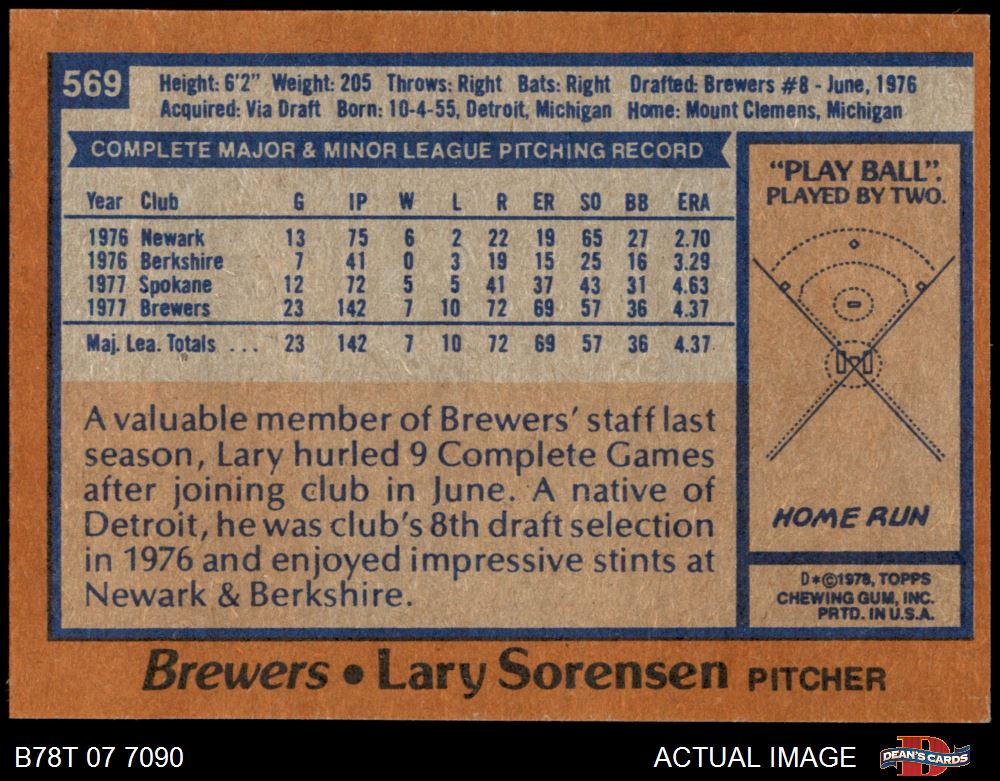 569
Height: 6'2" Weight: 205 Throws: Right Bats: Right Drafted: Brewers #8 - June, 1976
Acquired: Via Draft Born: 10-4-55, Detroit, Michigan Home: Mount Clemens, Michigan
COMPLETE MAJOR & MINOR LEAGUE PITCHING RECORD
Year Club G IP W L R ER SO BB ERA
1976 Newark 13 75 6 2 22 19 65 27 2.70
1976 Berkshire 7 41 0 3 19 15 25 16 3.29
1977 Spokane 12 72 5 5 41 37 43 31 4.63
1977 Brewers 23 142 7 10 72 69 57 36 4.37
Maj. Lea. Totals ... 23 142 7 10 72 69 57 36 4.37
A valuable member of Brewers' staff last
season, Lary hurled 9 Complete Games
after joining club in June. A native of
Detroit, he was club's 8th draft selection
in 1976 and enjoyed impressive stints at
Newark & Berkshire.
"PLAY BALL".
PLAYED BY TWO.
HOME RUN
D*©1978, TOPPS
CHEWING GUM, INC.
PRTD. IN U.S.A.
Brewers • Lary Sorensen PITCHER
B78T 07 7090
ACTUAL IMAGE
DEAN'S CARDS